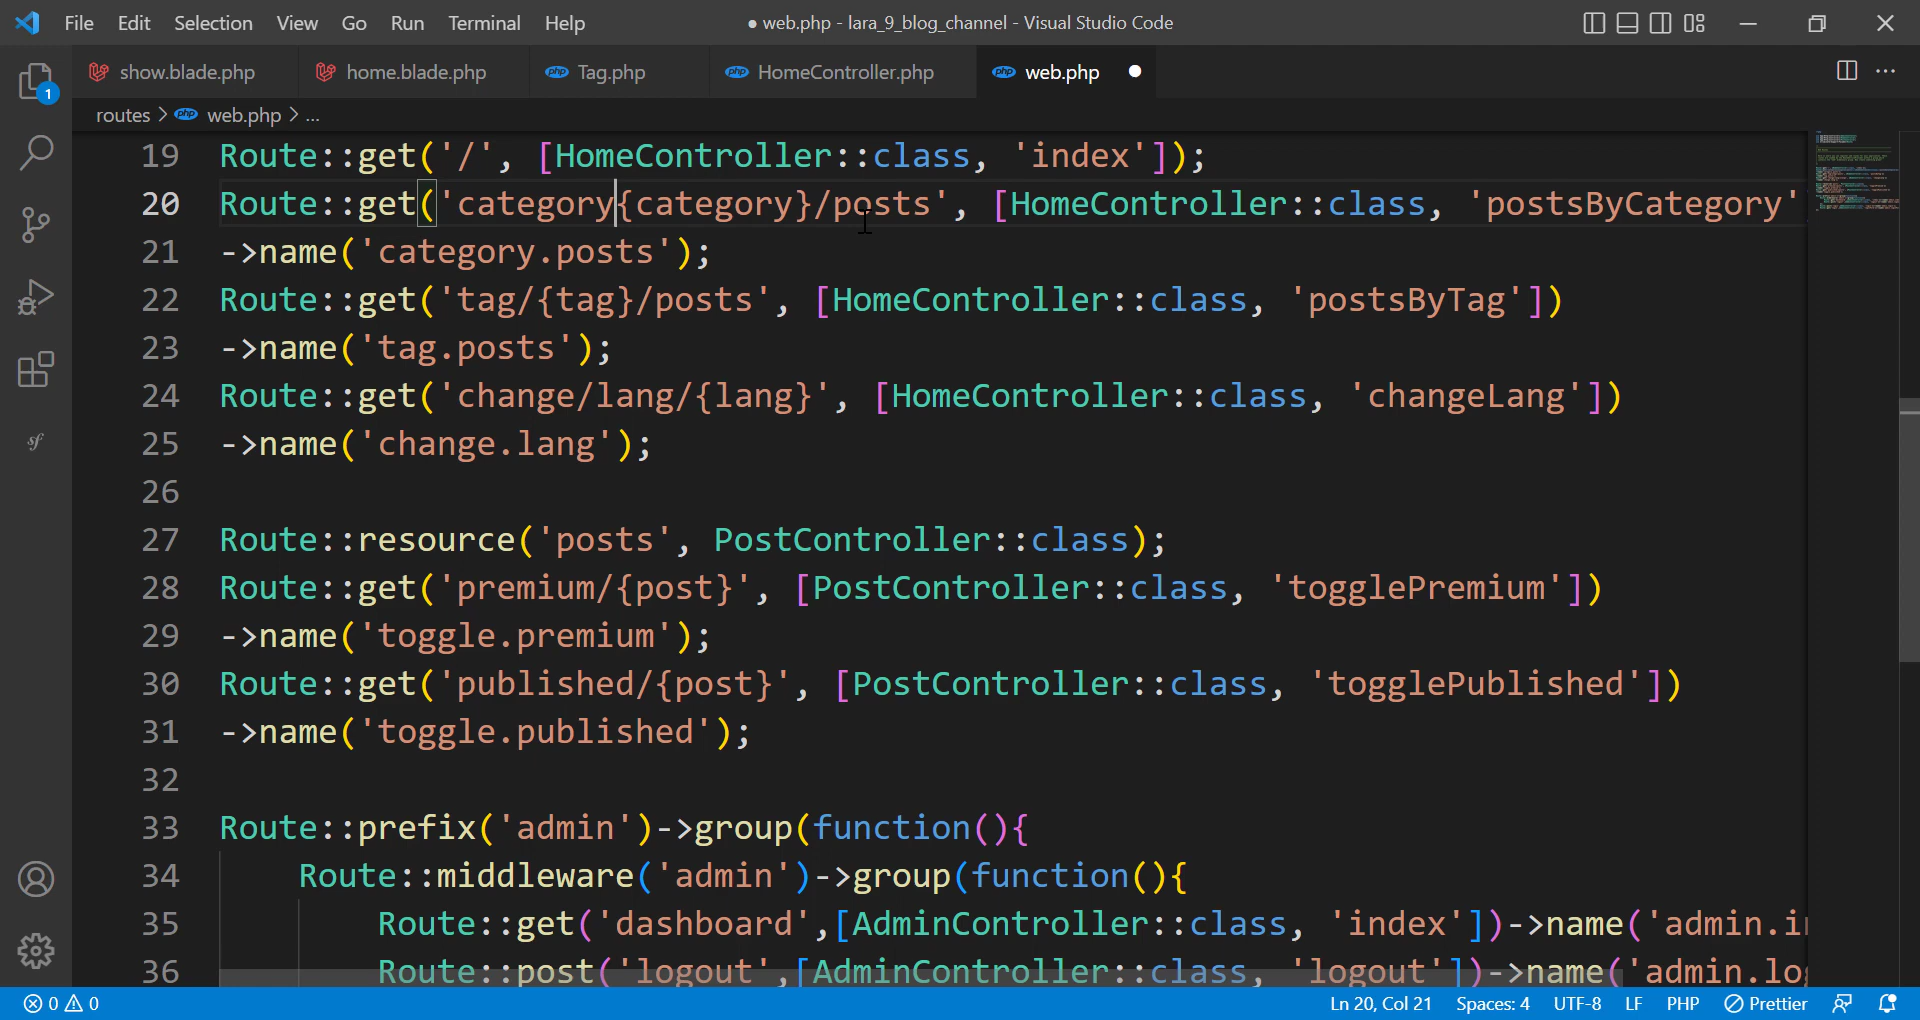 File Edit Selection View Go Run Terminal Help ● web.php - lara_9_blog_channel - Visual Studio Code
show.blade.php home.blade.php php Tag.php php HomeController.php php web.php ●
1
routes > php web.php > ...
19 Route::get('/', [HomeController::class, 'index']);
20 Route::get('category{category}/posts', [HomeController::class, 'postsByCategory'
21 ->name('category.posts');
22 Route::get('tag/{tag}/posts', [HomeController::class, 'postsByTag'])
23 ->name('tag.posts');
24 Route::get('change/lang/{lang}', [HomeController::class, 'changeLang'])
25 ->name('change.lang');
26
27 Route::resource('posts', PostController::class);
28 Route::get('premium/{post}', [PostController::class, 'togglePremium'])
29 ->name('toggle.premium');
30 Route::get('published/{post}', [PostController::class, 'togglePublished'])
31 ->name('toggle.published');
32
33 Route::prefix('admin')->group(function(){
34 Route::middleware('admin')->group(function(){
35 Route::get('dashboard',[AdminController::class, 'index'])->name('admin.in
36 Route::post('logout',[AdminController::class, 'logout'])->name('admin.log
0 0 Ln 20, Col 21 Spaces: 4 UTF-8 LF PHP Prettier